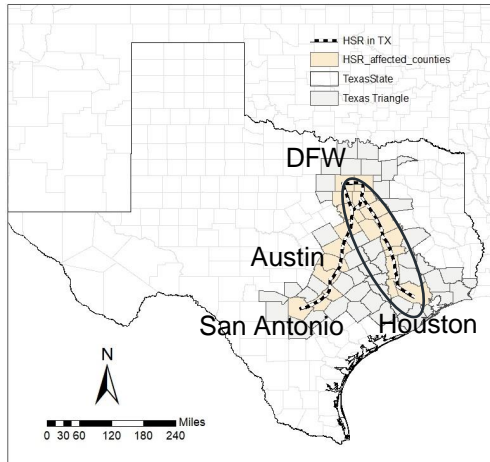 HSR in TX
HSR_affected_counties
TexasState
Texas Triangle
DFW
Austin
San Antonio
Houston
N
Miles
0 30 60 120 180 240